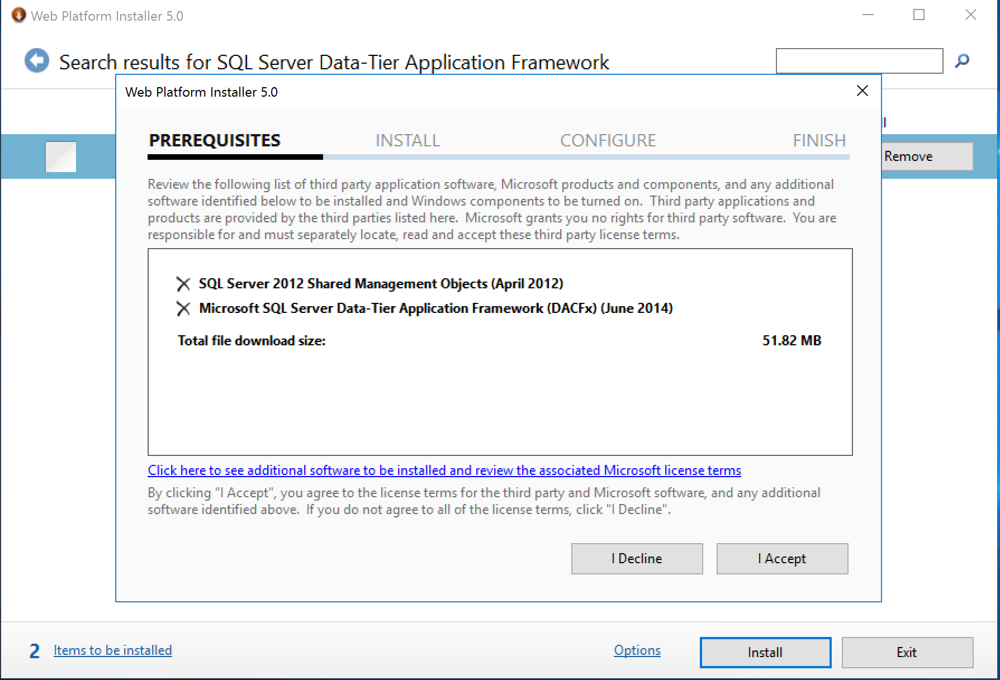 Web Platform Installer 5.0
Search results for SQL Server Data-Tier Application Framework
Web Platform Installer 5.0
PREREQUISITES INSTALL CONFIGURE FINISH
Remove
Review the following list of third party application software, Microsoft products and components, and any additional
software identified below to be installed and Windows components to be turned on.  Third party applications and
products are provided by the third parties listed here.  Microsoft grants you no rights for third party software.  You are
responsible for and must separately locate, read and accept these third party license terms.
SQL Server 2012 Shared Management Objects (April 2012)
Microsoft SQL Server Data-Tier Application Framework (DACFx) (June 2014)
Total file download size: 51.82 MB
Click here to see additional software to be installed and review the associated Microsoft license terms
By clicking "I Accept", you agree to the license terms for the third party and Microsoft software, and any additional
software identified above.  If you do not agree to all of the license terms, click "I Decline".
I Decline I Accept
2 Items to be installed Options Install Exit